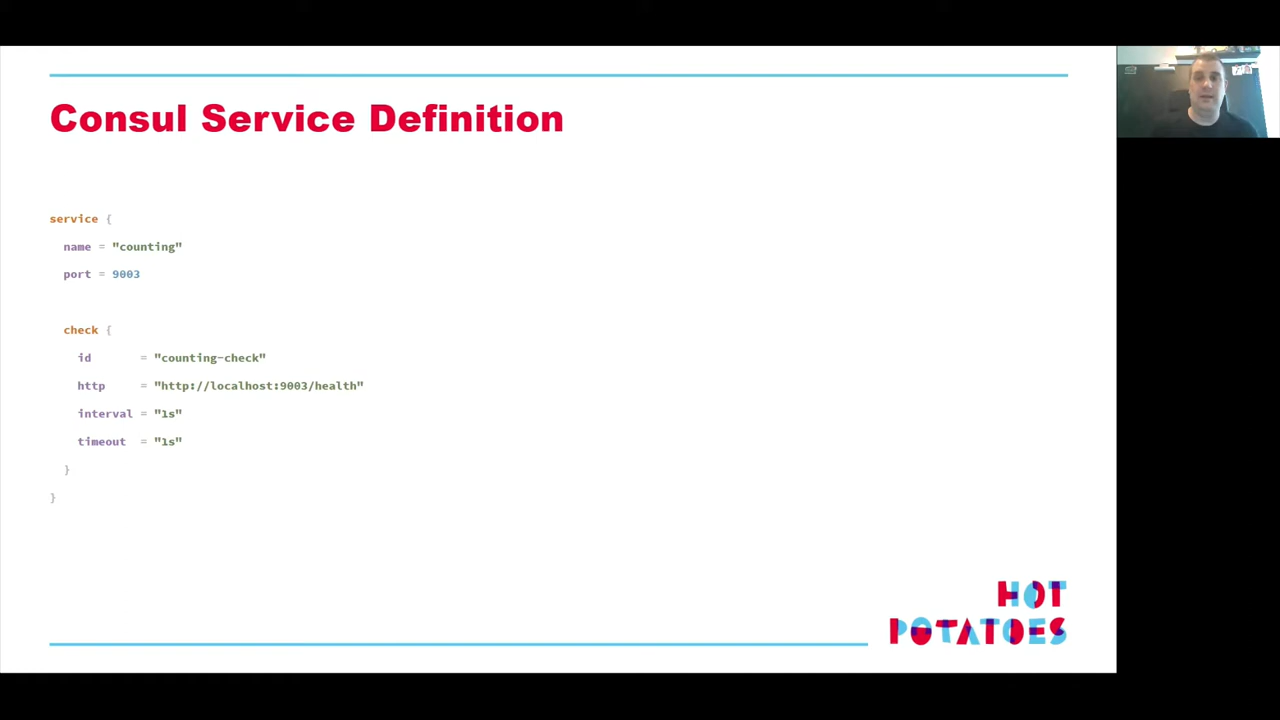 Consul Service Definition
service {
name = "counting"
port = 9003
check {
id = "counting-check"
http = "http://localhost:9003/health"
interval = "1s"
timeout = "1s"
}
}
HOT
POTATOES